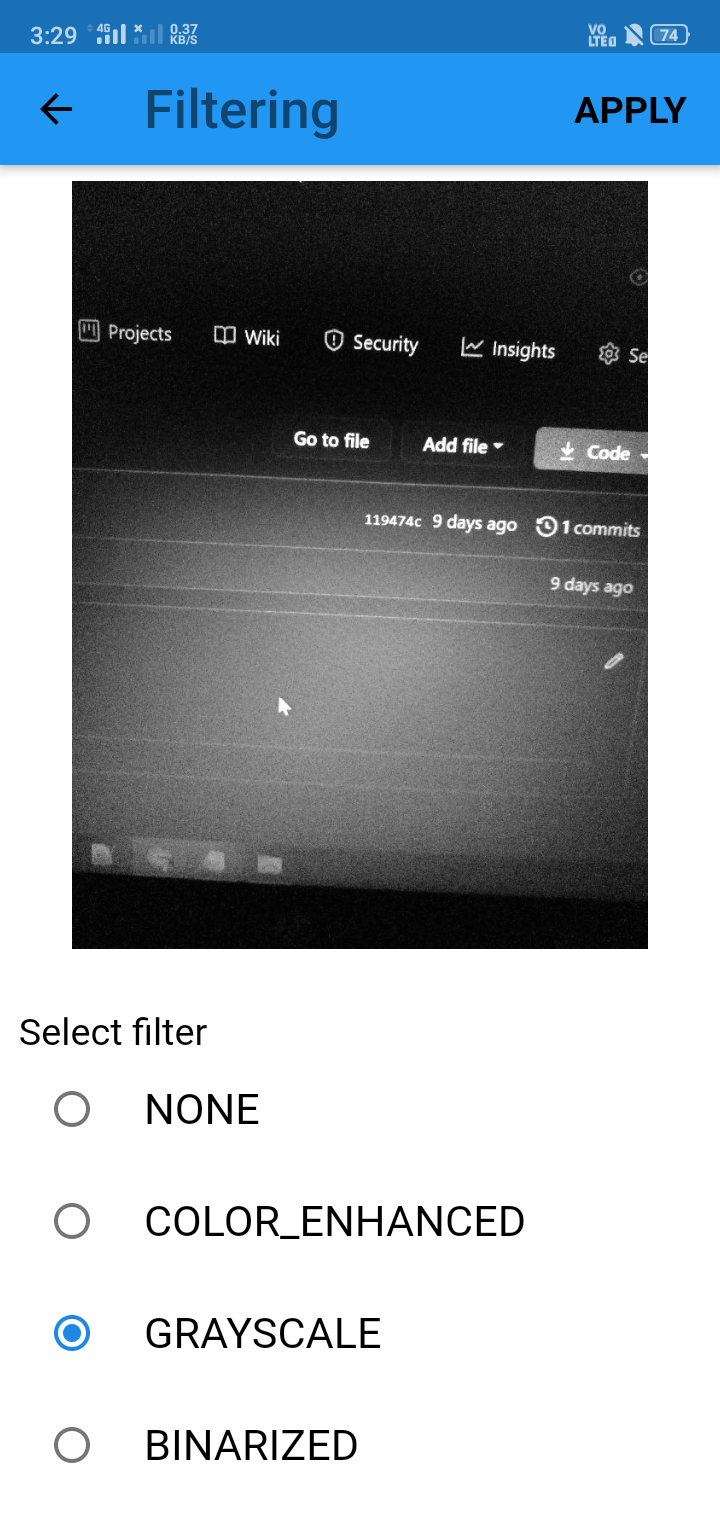 3:29 4G 0.37 KB/S VO LTE 74
Filtering APPLY
Projects Wiki Security Insights Se
Go to file Add file Code
119474c 9 days ago 1 commits
9 days ago
Select filter
NONE
COLOR_ENHANCED
GRAYSCALE
BINARIZED